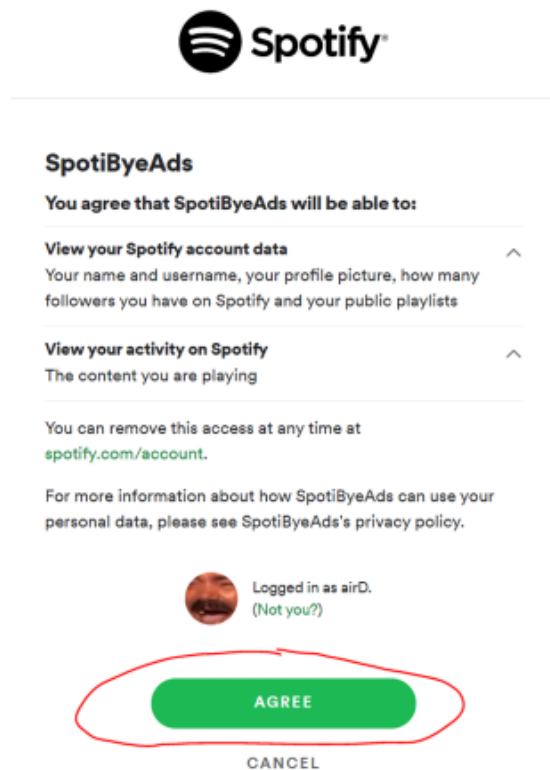 Spotify®
SpotiByeAds
You agree that SpotiByeAds will be able to:
View your Spotify account data
Your name and username, your profile picture, how many
followers you have on Spotify and your public playlists
View your activity on Spotify
The content you are playing
You can remove this access at any time at
spotify.com/account.
For more information about how SpotiByeAds can use your
personal data, please see SpotiByeAds's privacy policy.
Logged in as airD.
(Not you?)
AGREE
CANCEL